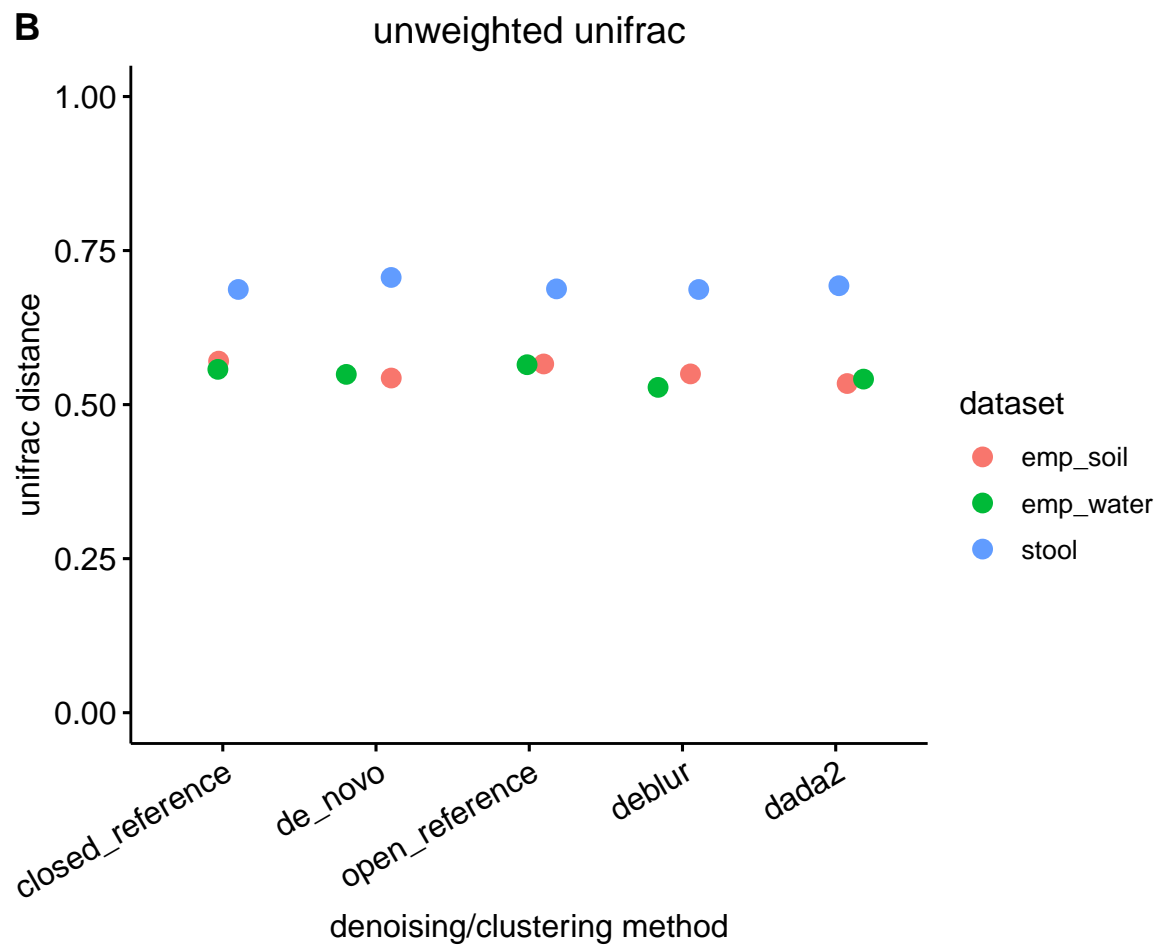 B
unweighted unifrac
1.00
0.75
0.50
0.25
0.00
unifrac distance
closed_reference
de_novo
open_reference
deblur
dada2
denoising/clustering method
dataset
emp_soil
emp_water
stool